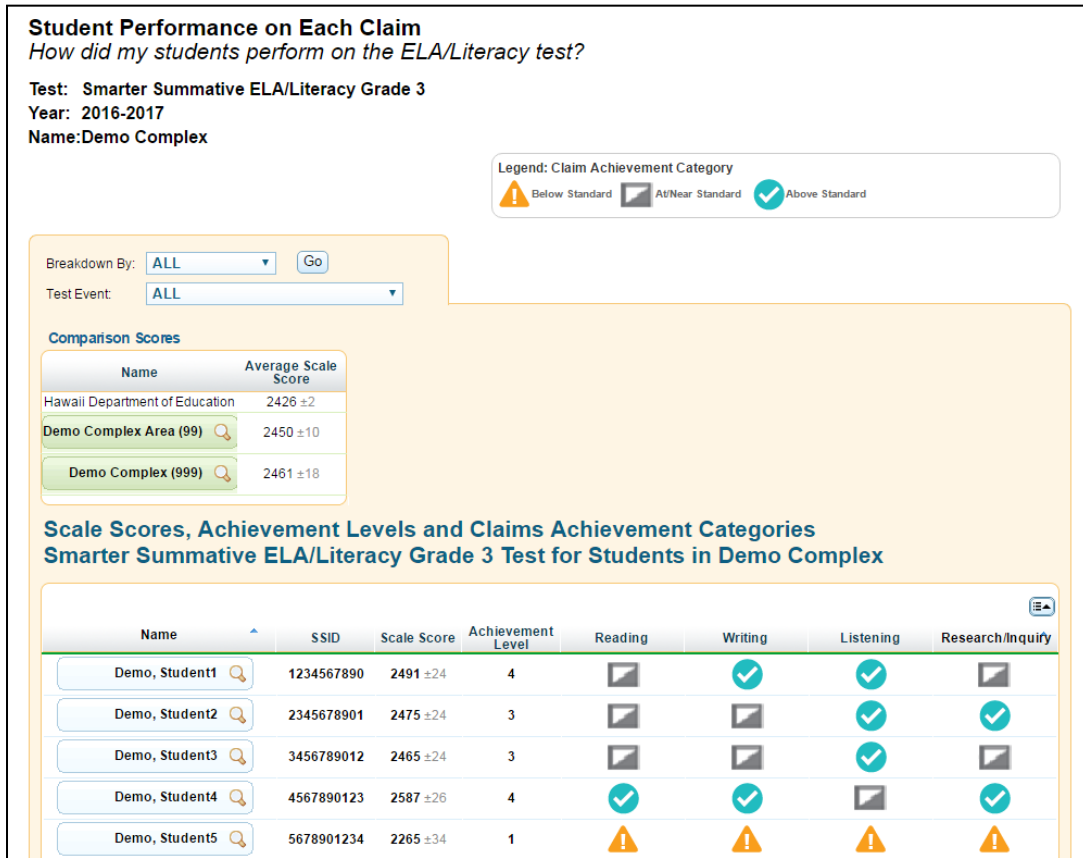 Student Performance on Each Claim
How did my students perform on the ELA/Literacy test?
Test: Smarter Summative ELA/Literacy Grade 3
Year: 2016-2017
Name:Demo Complex
Legend: Claim Achievement Category
Below Standard At/Near Standard Above Standard
Breakdown By: ALL Go
Test Event: ALL
Comparison Scores
Name Average Scale Score
Hawaii Department of Education 2426 ±2
Demo Complex Area (99) 2450 ±10
Demo Complex (999) 2461 ±18
Scale Scores, Achievement Levels and Claims Achievement Categories
Smarter Summative ELA/Literacy Grade 3 Test for Students in Demo Complex
Name SSID Scale Score Achievement Level Reading Writing Listening Research/Inquiry
Demo, Student1 1234567890 2491 ±24 4
Demo, Student2 2345678901 2475 ±24 3
Demo, Student3 3456789012 2465 ±24 3
Demo, Student4 4567890123 2587 ±26 4
Demo, Student5 5678901234 2265 ±34 1